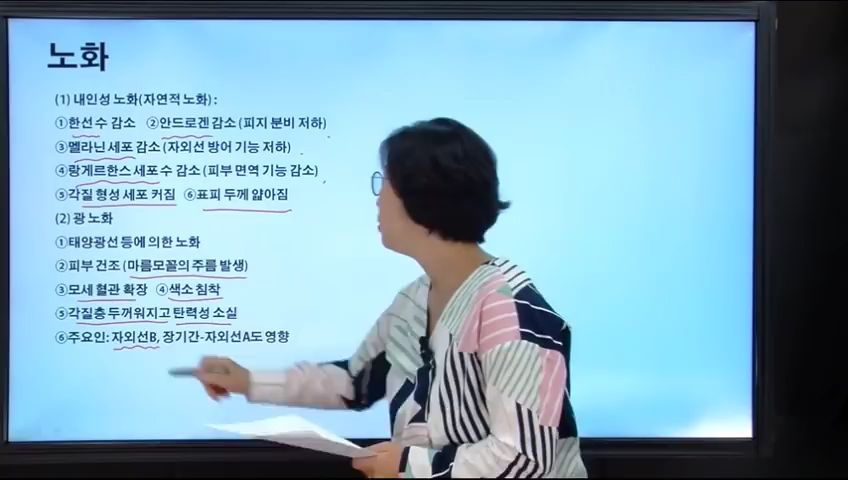 노화
(1) 내인성 노화(자연적 노화):
①한선수 감소 ②안드로겐감소(피지 분비 저하)
③멜라닌세포감소(자외선 방어 기능 저하)
④랑게르한스세포수 감소(피부 면역 기능 감소)
⑤각질 형성 세포 커짐 ⑥표피 두께 얇아짐
(2) 광 노화
①태양광선 등에 의한 노화
②피부 건조(마름모꼴의 주름 발생)
③모세 혈관 확장 ④색소 침착
⑤각질층 두꺼워지고 탄력성 소실
⑥주요인: 자외선B, 장기간-자외선A도 영향